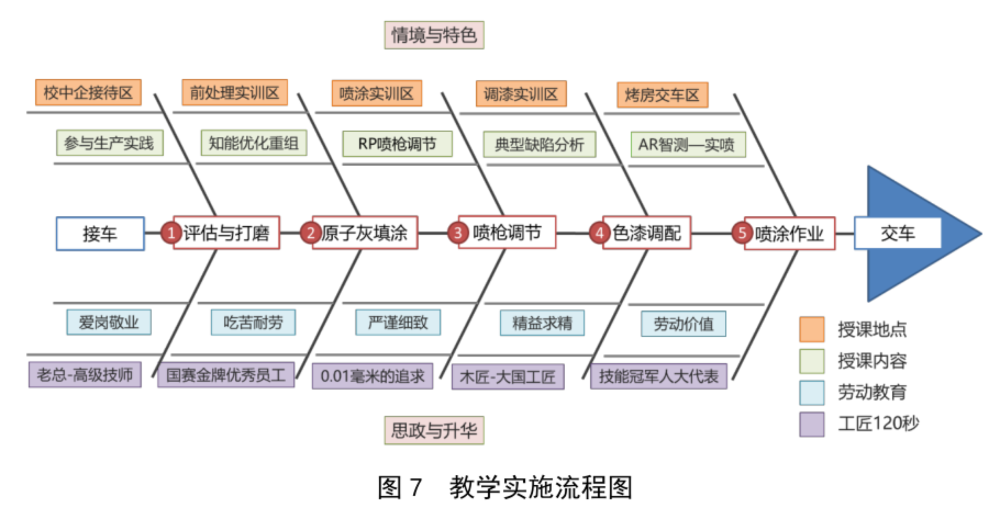 情境与特色
校中企接待区 前处理实训区 喷涂实训区 调漆实训区 烤房交车区
参与生产实践 知能优化重组 RP喷枪调节 典型缺陷分析 AR智测—实喷
接车 1 评估与打磨 2 原子灰填涂 3 喷枪调节 4 色漆调配 5 喷涂作业 交车
爱岗敬业 吃苦耐劳 严谨细致 精益求精 劳动价值
老总-高级技师 国赛金牌优秀员工 0.01毫米的追求 木匠-大国工匠 技能冠军人大代表
授课地点
授课内容
劳动教育
工匠120秒
思政与升华
图 7 教学实施流程图